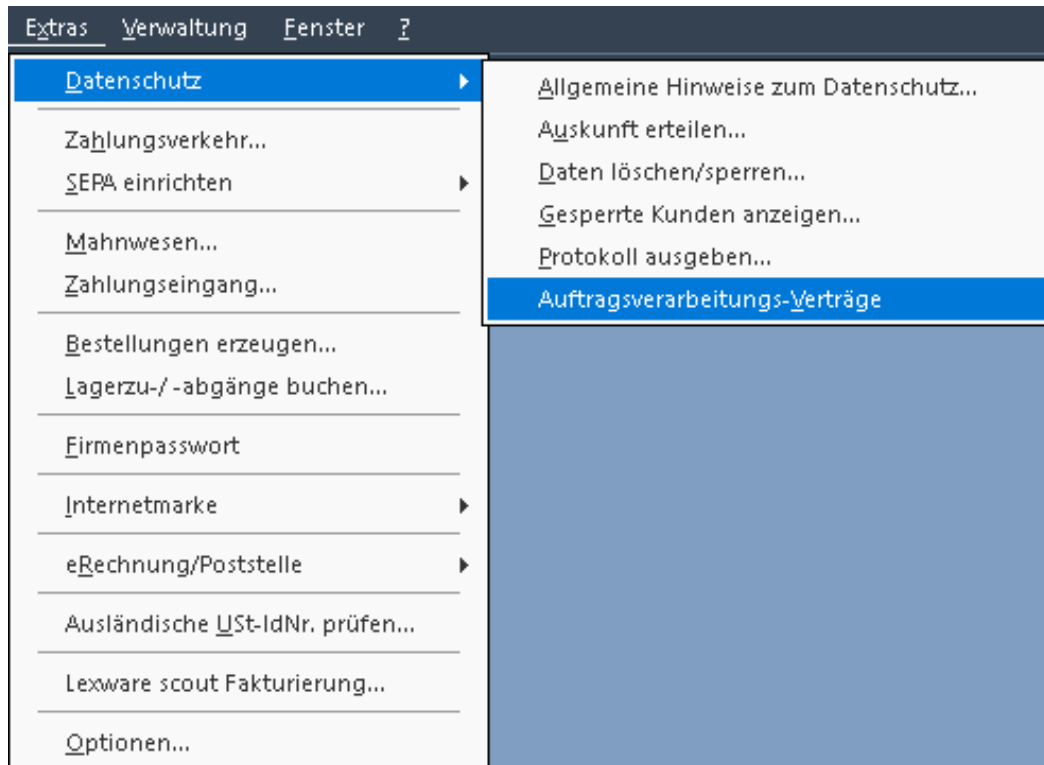 Extras Verwaltung Fenster ?
Datenschutz
Zahlungsverkehr...
SEPA einrichten
Mahnwesen...
Zahlungseingang...
Bestellungen erzeugen...
Lagerzu-/ -abgänge buchen...
Firmenpasswort
Internetmarke
eRechnung/Poststelle
Ausländische USt-IdNr. prüfen...
Lexware scout Fakturierung...
Optionen...
Allgemeine Hinweise zum Datenschutz...
Auskunft erteilen...
Daten löschen/sperren...
Gesperrte Kunden anzeigen...
Protokoll ausgeben...
Auftragsverarbeitungs-Verträge